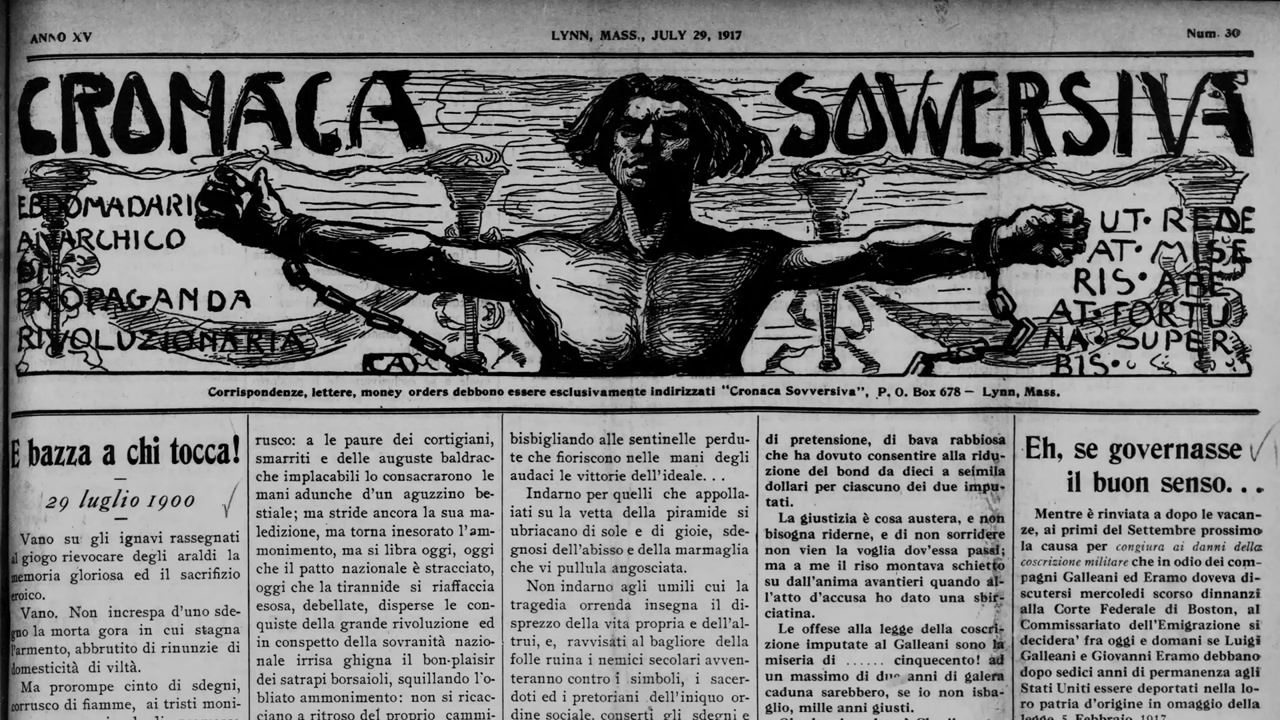 ANNO XV
LYNN, MASS., JULY 29, 1917
Num. 30
CRONACA SOVVERSIVA
EBDOMADARIO
ANARCHICO
DI
PROPAGANDA
RIVOLUZIONARIA
UT· REDE
AT· MISE
RIS· ABE
AT· FORTU
NA· SUPER
BIS·
Corrispondenze, lettere, money orders debbono essere esclusivamente indirizzati "Cronaca Sovversiva", P. O. Box 678 — Lynn, Mass.
E bazza a chi tocca!
29 luglio 1900
Vano su gli ignavi rassegnati
al giogo rievocare degli araldi la
memoria gloriosa ed il sacrifizio
eroico.
Vano. Non increspa d'uno sde-
gno la morta gora in cui stagna
l'armento, abbrutito di rinunzie di
domesticità di viltà.
Ma prorompe cinto di sdegni,
corrusco di fiamme, ai tristi moni-
rusco: a le paure dei cortigiani,
smarriti e delle auguste baldrac-
che implacabili lo consacrarono le
mani adunche d'un aguzzino be-
stiale; ma stride ancora la sua ma-
ledizione, ma torna inesorato l'am-
monimento, ma si libra oggi, oggi
che il patto nazionale è stracciato,
oggi che la tirannide si riaffaccia
esosa, debellate, disperse le con-
quiste della grande rivoluzione ed
in conspetto della sovranità nazio-
nale irrisa ghigna il bon-plaisir
dei satrapi borsaioli, squillando l'o-
bliato ammonimento: non si ricac-
ciano a ritroso del proprio cammi-
bisbigliando alle sentinelle perdu-
te che fioriscono nelle mani degli
audaci le vittorie dell'ideale. . .
Indarno per quelli che appolla-
iati su la vetta della piramide si
ubriacano di sole e di gioie, sde-
gnosi dell'abisso e della marmaglia
che vi pullula angosciata.
Non indarno agli umili cui la
tragedia orrenda insegna il di-
sprezzo della vita propria e dell'al-
trui, e, ravvisati al bagliore della
folle ruina i nemici secolari avven-
teranno contro i simboli, i sacer-
doti ed i pretoriani dell'iniquo or-
dine sociale, conserti gli sdegni e
di pretensione, di bava rabbiosa
che ha dovuto consentire alla ridu-
zione del bond da dieci a seimila
dollari per ciascuno dei due impu-
tati.
La giustizia è cosa austera, e non
bisogna riderne, e di non sorridere
non vien la voglia dov'essa passi;
ma a me il riso montava schietto
su dall'anima avantieri quando al-
l'atto d'accusa ho dato una sbir-
ciatina.
Le offese alla legge della coscri-
zione imputate al Galleani sono la
miseria di ...... cinquecento! ad
un massimo di due anni di galera
caduna sarebbero, se io non isba-
glio, mille anni giusti.
Eh, se governasse
il buon senso. . .
Mentre è rinviata a dopo le vacan-
ze, ai primi del Settembre prossimo
la causa per congiura ai danni della
coscrizione militare che in odio dei com-
pagni Galleani ed Eramo doveva di-
scutersi mercoledi scorso dinnanzi
alla Corte Federale di Boston, al
Commissariato dell'Emigrazione si
decidera' fra oggi e domani se Luigi
Galleani e Giovanni Eramo debbano
dopo sedici anni di permanenza agli
Stati Uniti essere deportati nella lo-
ro patria d'origine in omaggio della
legge 5 Febbraio 1917